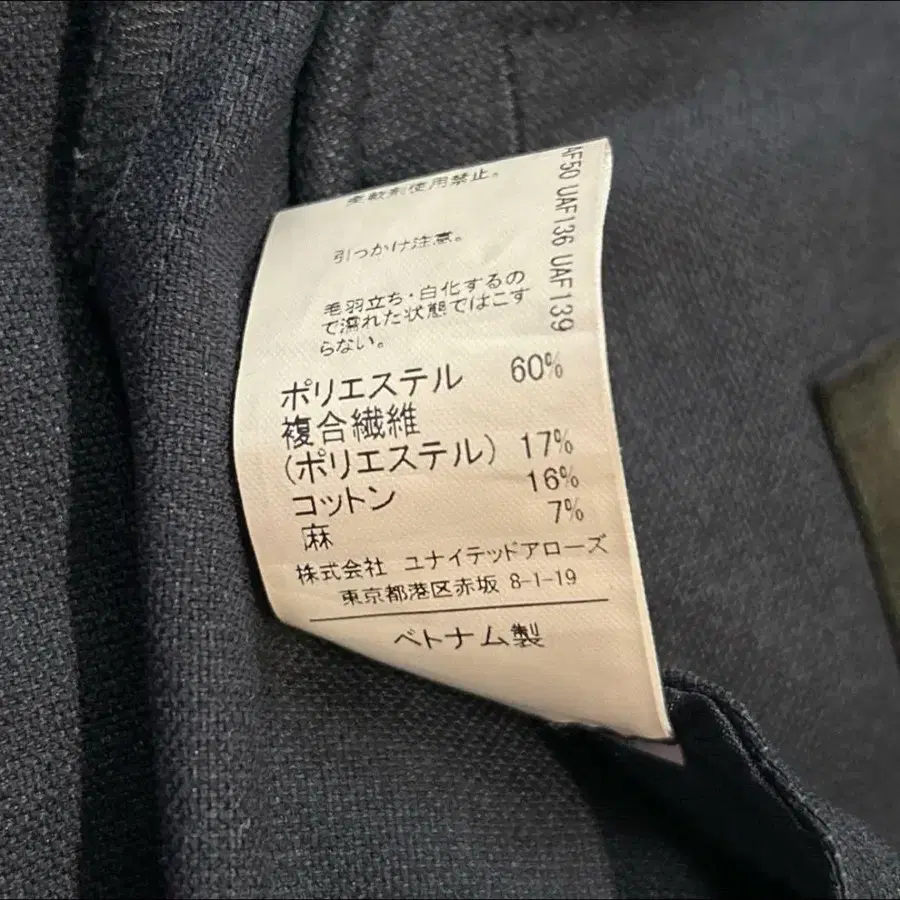 柔軟剤使用禁止。
引っかけ注意。
毛羽立ち・白化するの
で濡れた状態ではこす
らない。
ポリエステル 60%
複合繊維
(ポリエステル) 17%
コットン 16%
麻 7%
株式会社 ユナイテッドアローズ
東京都港区赤坂 8-1-19
ベトナム製
AF50 UAF136 UAF139